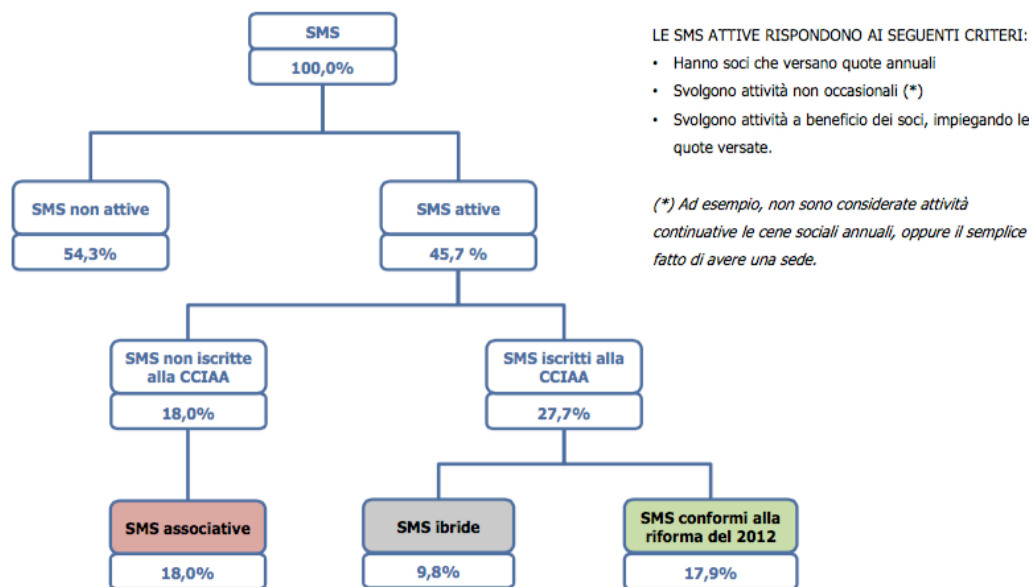 SMS
100,0%
LE SMS ATTIVE RISPONDONO AI SEGUENTI CRITERI:
• Hanno soci che versano quote annuali
• Svolgono attività non occasionali (*)
• Svolgono attività a beneficio dei soci, impiegando le
quote versate.
(*) Ad esempio, non sono considerate attività
continuative le cene sociali annuali, oppure il semplice
fatto di avere una sede.
SMS non attive
54,3%
SMS attive
45,7 %
SMS non iscritte
alla CCIAA
18,0%
SMS iscritti alla
CCIAA
27,7%
SMS associative
18,0%
SMS ibride
9,8%
SMS conformi alla
riforma del 2012
17,9%